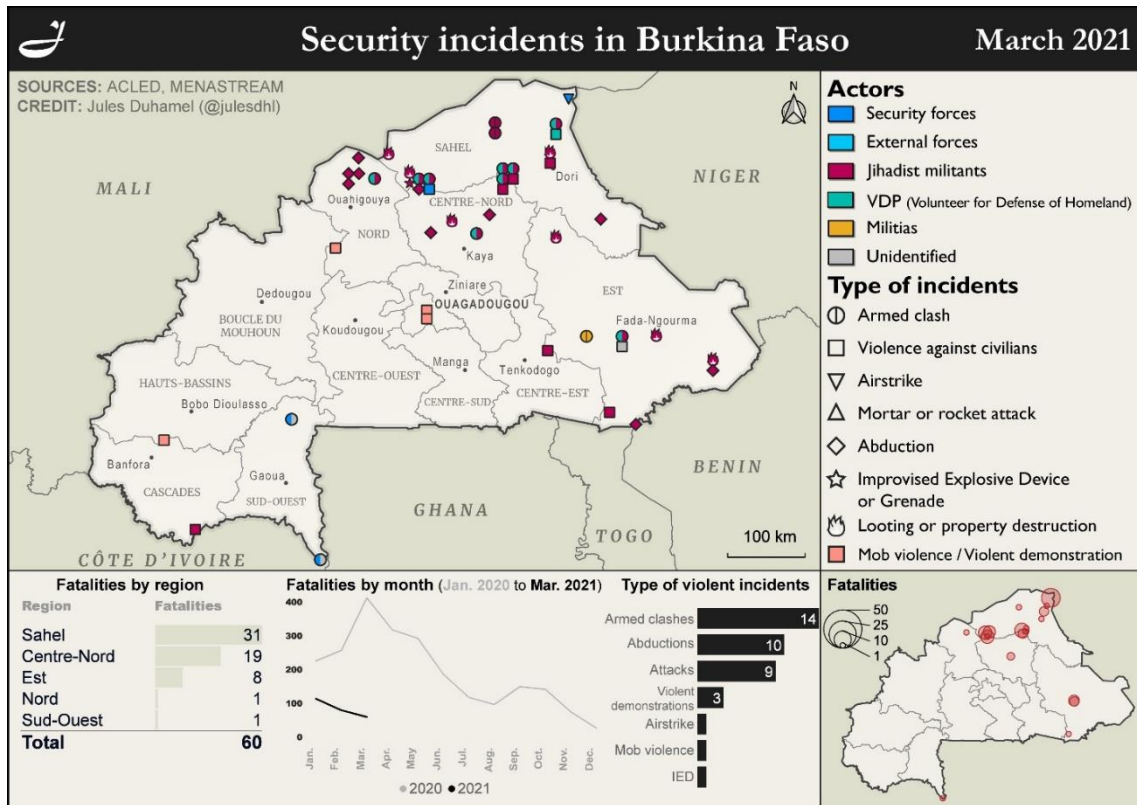 Security incidents in Burkina Faso
March 2021
SOURCES: ACLED, MENASTREAM
CREDIT: Jules Duhamel (@julesdhl)
N
MALI
NIGER
SAHEL
Dori
Ouahigouya
CENTRE-NORD
NORD
Kaya
Ziniare
OUAGADOUGOU
EST
Dedougou
BOUCLE DU
MOUHOUN
Koudougou
Fada-Ngourma
Manga
Tenkodogo
CENTRE-OUEST
CENTRE-SUD
CENTRE-EST
HAUTS-BASSINS
Bobo Dioulasso
Banfora
Gaoua
CASCADES
SUD-OUEST
BENIN
GHANA
TOGO
CÔTE D'IVOIRE
100 km
Actors
Security forces
External forces
Jihadist militants
VDP (Volunteer for Defense of Homeland)
Militias
Unidentified
Type of incidents
Armed clash
Violence against civilians
Airstrike
Mortar or rocket attack
Abduction
Improvised Explosive Device
or Grenade
Looting or property destruction
Mob violence / Violent demonstration
Fatalities by region
Region Fatalities
Sahel 31
Centre-Nord 19
Est 8
Nord 1
Sud-Ouest 1
Total 60
Fatalities by month (Jan. 2020 to Mar. 2021)
400
300
200
100
0
Jan. Feb. Mar. Apr. May Jun. Jul. Aug. Sep. Oct. Nov. Dec.
2020 2021
Type of violent incidents
Armed clashes 14
Abductions 10
Attacks 9
Violent
demonstrations 3
Airstrike
Mob violence
IED
Fatalities
50
25
10
1